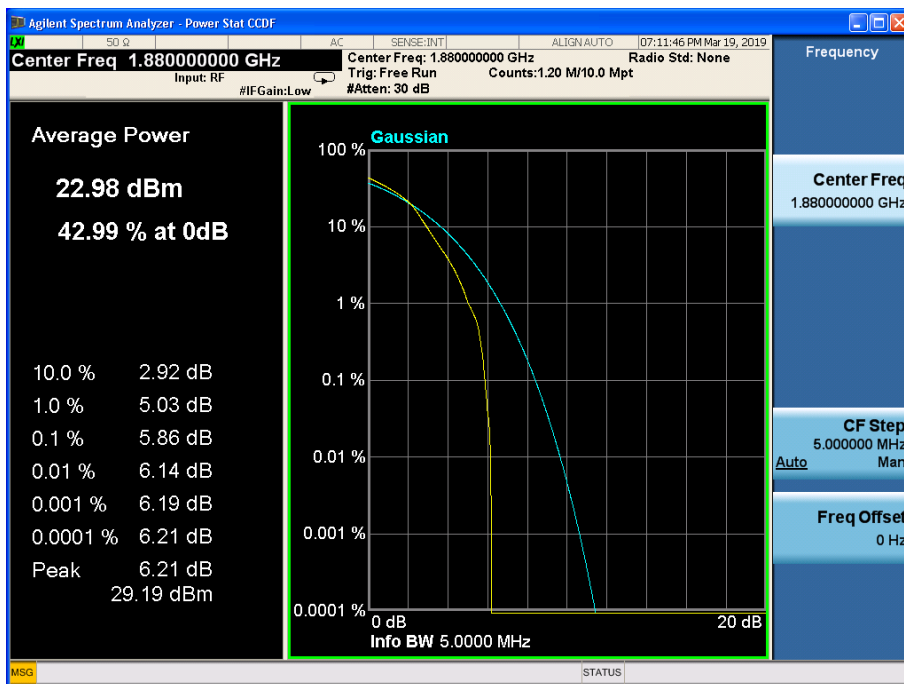 Agilent Spectrum Analyzer - Power Stat CCDF
LXI 50 Ω AC SENSE:INT ALIGN AUTO 07:11:46 PM Mar 19, 2019
Center Freq 1.880000000 GHz
Input: RF
#IFGain:Low
Center Freq: 1.880000000 GHz Radio Std: None
Trig: Free Run Counts:1.20 M/10.0 Mpt
#Atten: 30 dB
Frequency
Average Power
22.98 dBm
42.99 % at 0dB
10.0 % 2.92 dB
1.0 % 5.03 dB
0.1 % 5.86 dB
0.01 % 6.14 dB
0.001 % 6.19 dB
0.0001 % 6.21 dB
Peak 6.21 dB
29.19 dBm
Gaussian
100 %
10 %
1 %
0.1 %
0.01 %
0.001 %
0.0001 %
0 dB 20 dB
Info BW 5.0000 MHz
Center Freq
1.880000000 GHz
CF Step
5.000000 MHz
Auto Man
Freq Offset
0 Hz
MSG STATUS